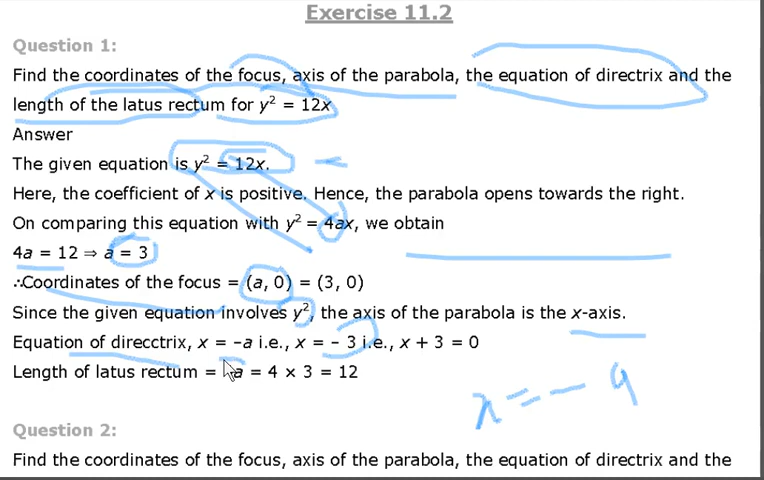 Exercise 11.2
Question 1:
Find the coordinates of the focus, axis of the parabola, the equation of directrix and the
length of the latus rectum for y² = 12x
Answer
The given equation is y² = 12x.
Here, the coefficient of x is positive. Hence, the parabola opens towards the right.
On comparing this equation with y² = 4ax, we obtain
4a = 12 ⇒ a = 3
∴Coordinates of the focus = (a, 0) = (3, 0)
Since the given equation involves y², the axis of the parabola is the x-axis.
Equation of direcctrix, x = –a i.e., x = – 3 i.e., x + 3 = 0
Length of latus rectum = a = 4 × 3 = 12
x = - a
Question 2:
Find the coordinates of the focus, axis of the parabola, the equation of directrix and the